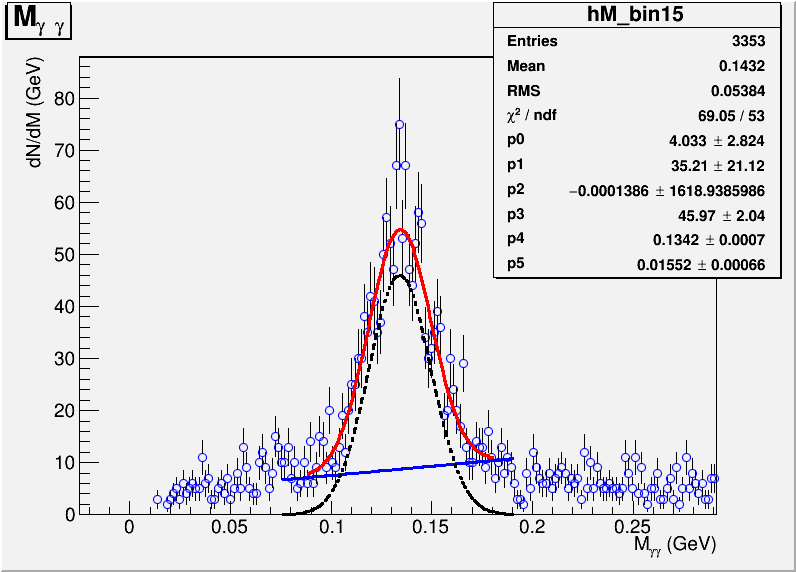 Mγ γ
hM_bin15
Entries 3353
Mean 0.1432
RMS 0.05384
χ² / ndf 69.05 / 53
p0 4.033 ± 2.824
p1 35.21 ± 21.12
p2 −0.0001386 ± 1618.9385986
p3 45.97 ± 2.04
p4 0.1342 ± 0.0007
p5 0.01552 ± 0.00066
dN/dM (GeV)
80
70
60
50
40
30
20
10
0
0 0.05 0.1 0.15 0.2 0.25
Mγγ (GeV)